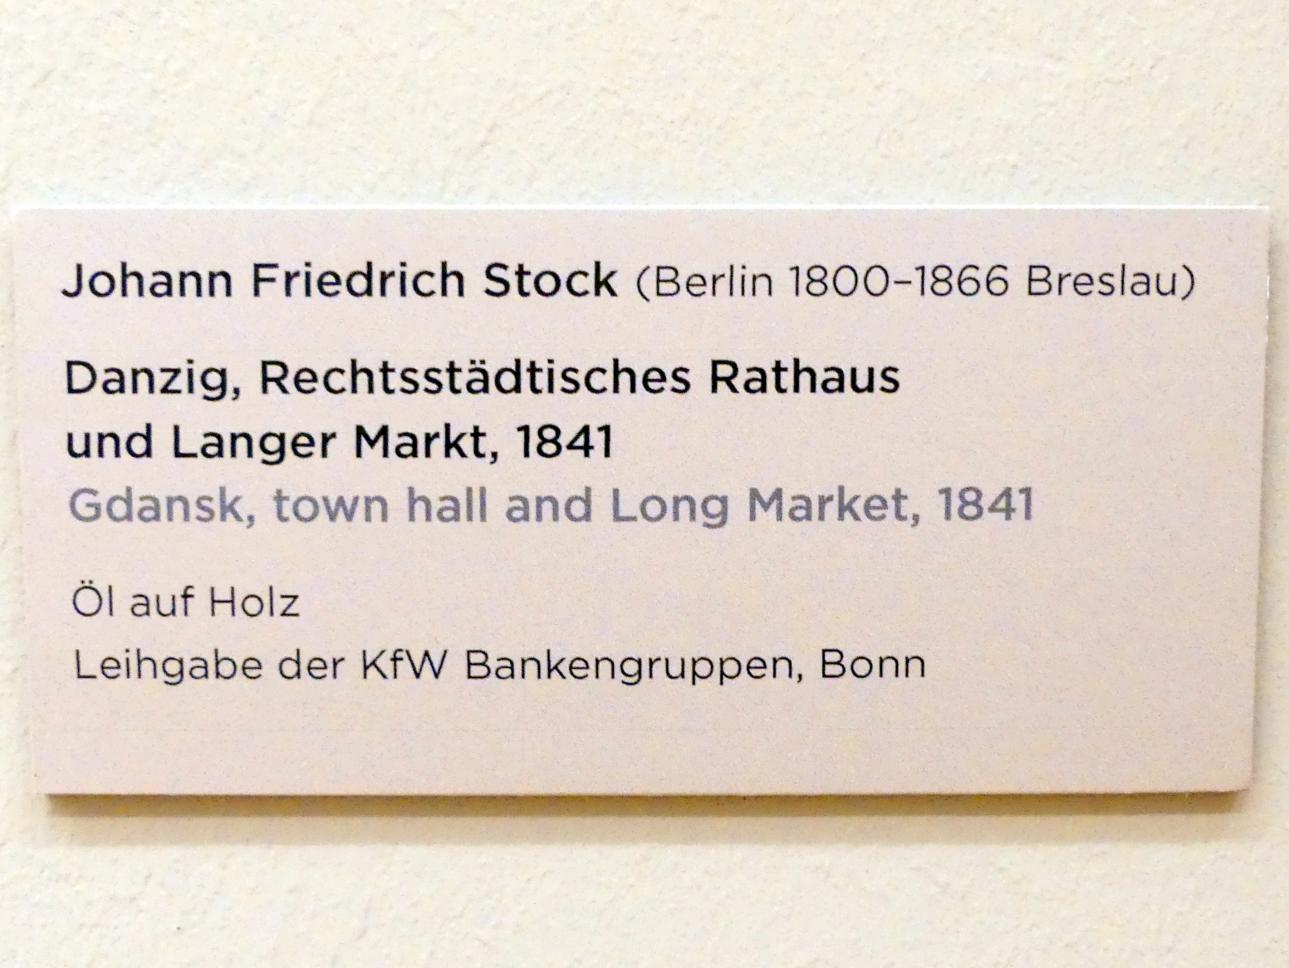 Johann Friedrich Stock (Berlin 1800–1866 Breslau)
Danzig, Rechtsstädtisches Rathaus
und Langer Markt, 1841
Gdansk, town hall and Long Market, 1841
Öl auf Holz
Leihgabe der KfW Bankengruppen, Bonn